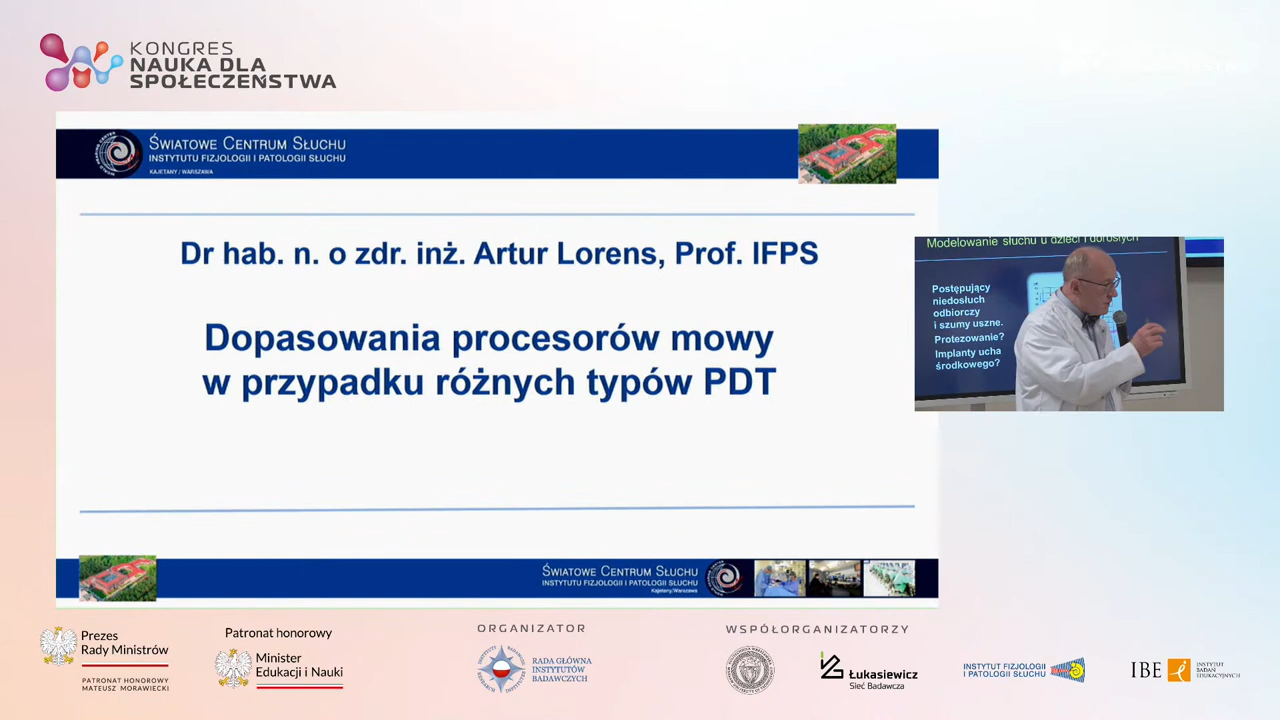 KONGRES
NAUKA DLA
SPOŁECZEŃSTWA
ŚWIATOWE CENTRUM SŁUCHU
INSTYTUTU FIZJOLOGII I PATOLOGII SŁUCHU
KAJETANY / WARSZAWA
Dr hab. n. o zdr. inż. Artur Lorens, Prof. IFPS
Dopasowania procesorów mowy
w przypadku różnych typów PDT
Modelowanie słuchu u dzieci i dorosłych
Postępujący
niedosłuch
odbiorczy
i szumy uszne.
Protezowanie?
Implanty ucha
środkowego?
ŚWIATOWE CENTRUM SŁUCHU
INSTYTUTU FIZJOLOGII I PATOLOGII SŁUCHU
Kajetany/Warszawa
Prezes
Rady Ministrów
PATRONAT HONOROWY
MATEUSZ MORAWIECKI
Patronat honorowy
Minister
Edukacji i Nauki
ORGANIZATOR
RADA GŁÓWNA
INSTYTUTÓW
BADAWCZYCH
WSPÓŁORGANIZATORZY
Łukasiewicz
Sieć Badawcza
INSTYTUT FIZJOLOGII
I PATOLOGII SŁUCHU
IBE
INSTYTUT
BADAŃ
EDUKACYJNYCH